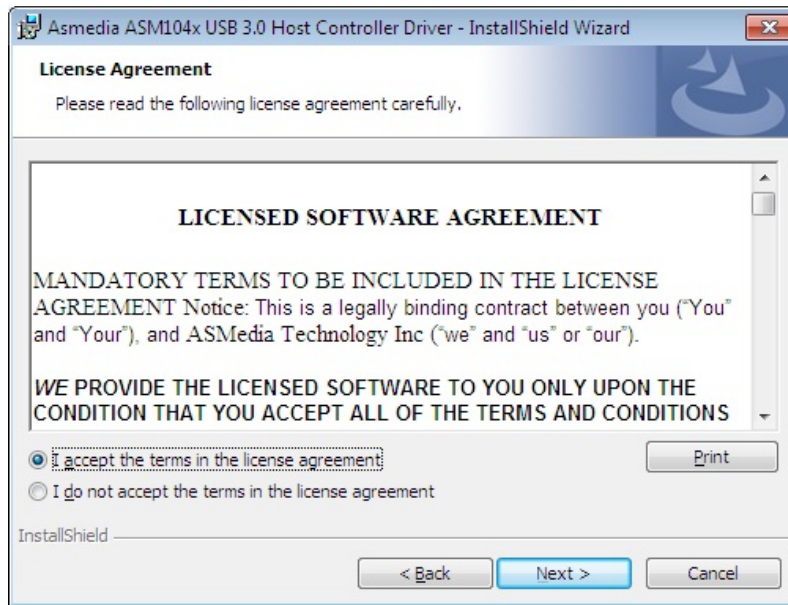 Asmedia ASM104x USB 3.0 Host Controller Driver - InstallShield Wizard
License Agreement
Please read the following license agreement carefully.
LICENSED SOFTWARE AGREEMENT
MANDATORY TERMS TO BE INCLUDED IN THE LICENSE
AGREEMENT Notice: This is a legally binding contract between you (“You”
and “Your”), and ASMedia Technology Inc (“we” and “us” or “our”).
WE PROVIDE THE LICENSED SOFTWARE TO YOU ONLY UPON THE
CONDITION THAT YOU ACCEPT ALL OF THE TERMS AND CONDITIONS
I accept the terms in the license agreement
Print
I do not accept the terms in the license agreement
InstallShield
< Back
Next >
Cancel